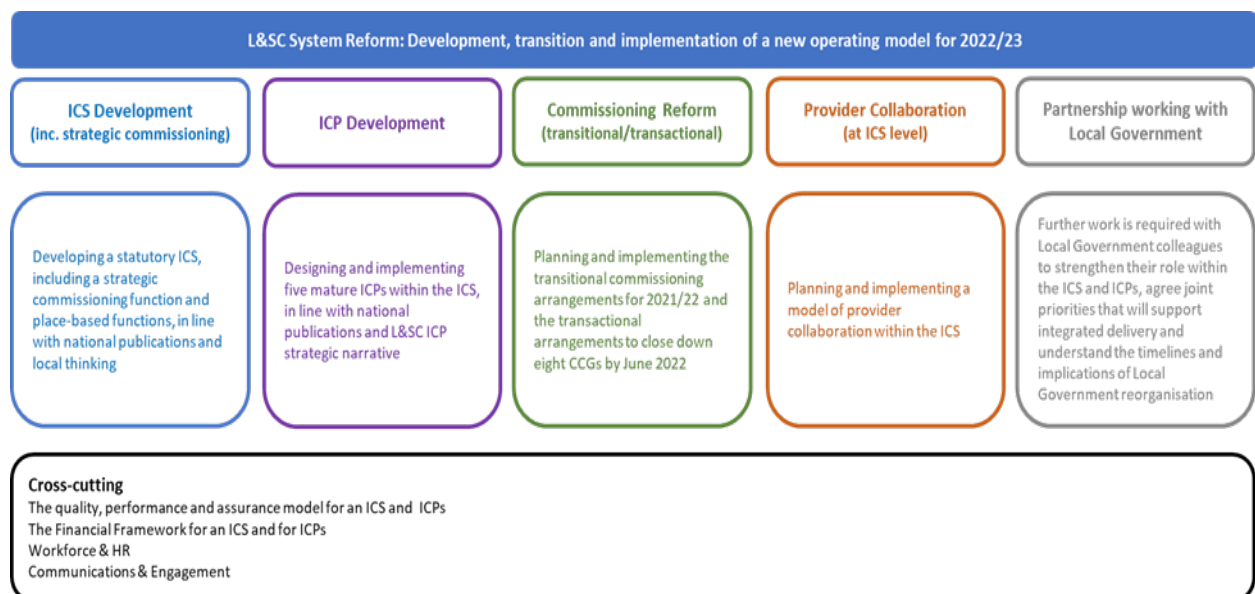 L&SC System Reform: Development, transition and implementation of a new operating model for 2022/23
ICS Development
(inc. strategic commissioning)
ICP Development
Commissioning Reform
(transitional/transactional)
Provider Collaboration
(at ICS level)
Partnership working with
Local Government
Developing a statutory ICS,
including a strategic
commissioning function and
place-based functions, in line
with national publications and
local thinking
Designing and implementing
five mature ICPs within the ICS,
in line with national
publications and L&SC ICP
strategic narrative
Planning and implementing the
transitional commissioning
arrangements for 2021/22 and
the transactional
arrangements to close down
eight CCGs by June 2022
Planning and implementing a
model of provider
collaboration within the ICS
Further work is required with
Local Government colleagues
to strengthen their role within
the ICS and ICPs, agree joint
priorities that will support
integrated delivery and
understand the timelines and
implications of Local
Government reorganisation
Cross-cutting
The quality, performance and assurance model for an ICS and ICPs
The Financial Framework for an ICS and for ICPs
Workforce & HR
Communications & Engagement